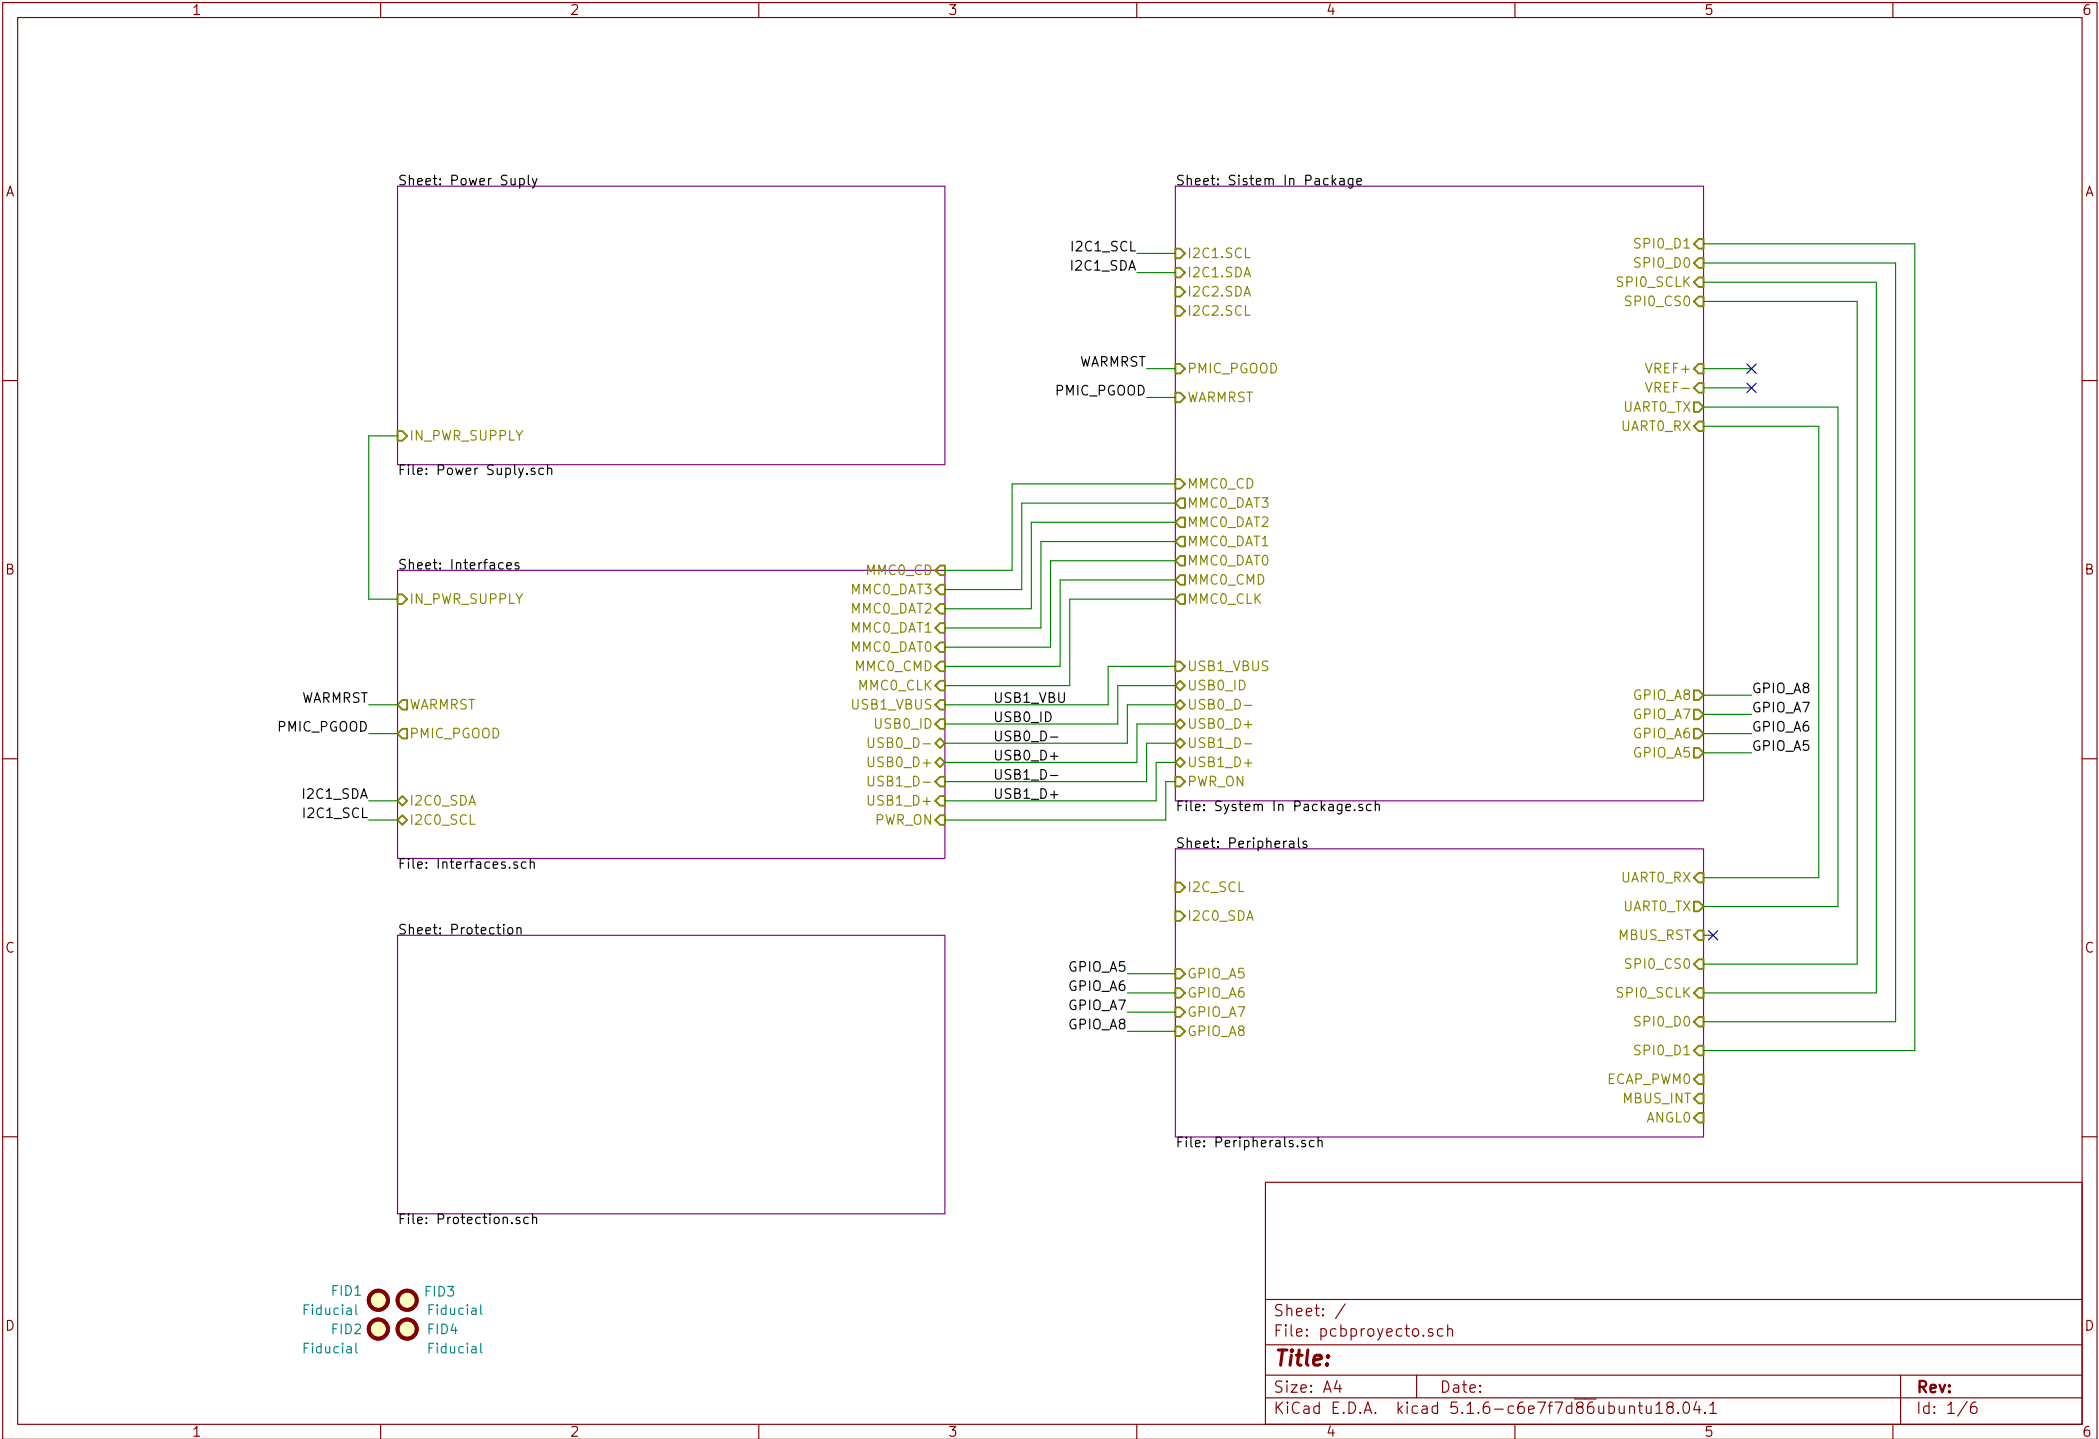 1 2 3 4 5 6
A
A
B
B
C
C
D
D
Sheet: Power Suply
IN_PWR_SUPPLY
File: Power Suply.sch
Sheet: Interfaces
IN_PWR_SUPPLY
WARMRST
WARMRST
PMIC_PGOOD
PMIC_PGOOD
I2C1_SDA
I2C0_SDA
I2C1_SCL
I2C0_SCL
MMC0_CD
MMC0_DAT3
MMC0_DAT2
MMC0_DAT1
MMC0_DAT0
MMC0_CMD
MMC0_CLK
USB1_VBUS
USB0_ID
USB0_D-
USB0_D+
USB1_D-
USB1_D+
PWR_ON
File: Interfaces.sch
USB1_VBU
USB0_ID
USB0_D-
USB0_D+
USB1_D-
USB1_D+
Sheet: Protection
File: Protection.sch
FID1
Fiducial
FID2
Fiducial
FID3
Fiducial
FID4
Fiducial
Sheet: Sistem In Package
I2C1_SCL
I2C1.SCL
I2C1_SDA
I2C1.SDA
I2C2.SDA
I2C2.SCL
WARMRST
PMIC_PGOOD
PMIC_PGOOD
WARMRST
MMC0_CD
MMC0_DAT3
MMC0_DAT2
MMC0_DAT1
MMC0_DAT0
MMC0_CMD
MMC0_CLK
USB1_VBUS
USB0_ID
USB0_D-
USB0_D+
USB1_D-
USB1_D+
PWR_ON
SPI0_D1
SPI0_D0
SPI0_SCLK
SPI0_CS0
VREF+
VREF-
UART0_TX
UART0_RX
GPIO_A8
GPIO_A8
GPIO_A7
GPIO_A7
GPIO_A6
GPIO_A6
GPIO_A5
GPIO_A5
File: System In Package.sch
Sheet: Peripherals
I2C_SCL
I2C0_SDA
GPIO_A5
GPIO_A5
GPIO_A6
GPIO_A6
GPIO_A7
GPIO_A7
GPIO_A8
GPIO_A8
UART0_RX
UART0_TX
MBUS_RST
SPI0_CS0
SPI0_SCLK
SPI0_D0
SPI0_D1
ECAP_PWM0
MBUS_INT
ANGL0
File: Peripherals.sch
Sheet: /
File: pcbproyecto.sch
Title:
Size: A4 Date: Rev:
KiCad E.D.A. kicad 5.1.6-c6e7f7d86ubuntu18.04.1 Id: 1/6
1 2 3 4 5 6